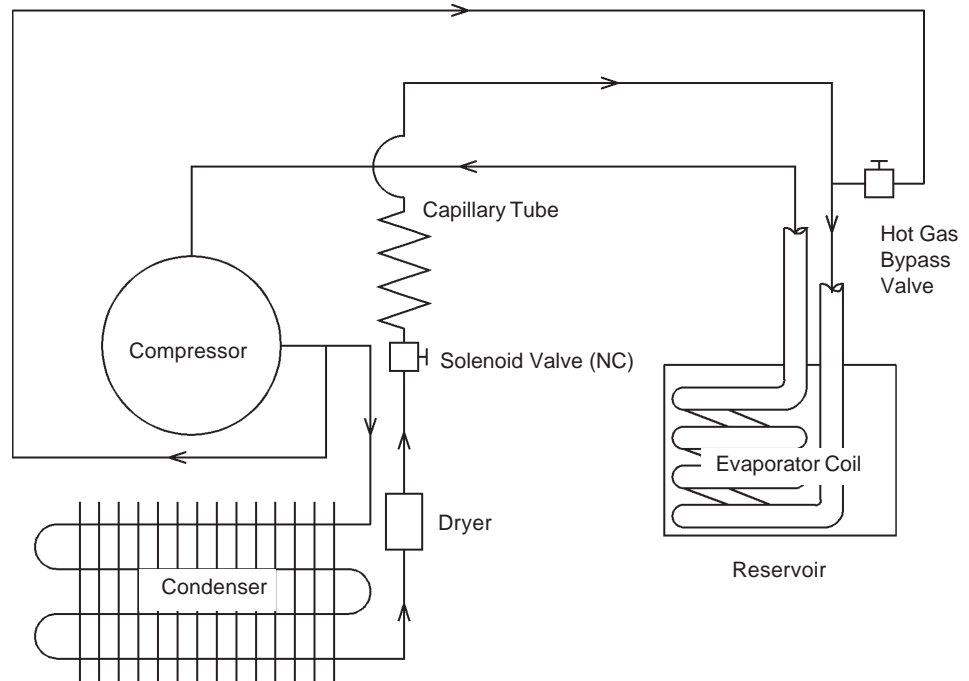 Capillary Tube
Hot Gas
Bypass
Valve
Compressor
Solenoid Valve (NC)
Evaporator Coil
Dryer
Reservoir
Condenser